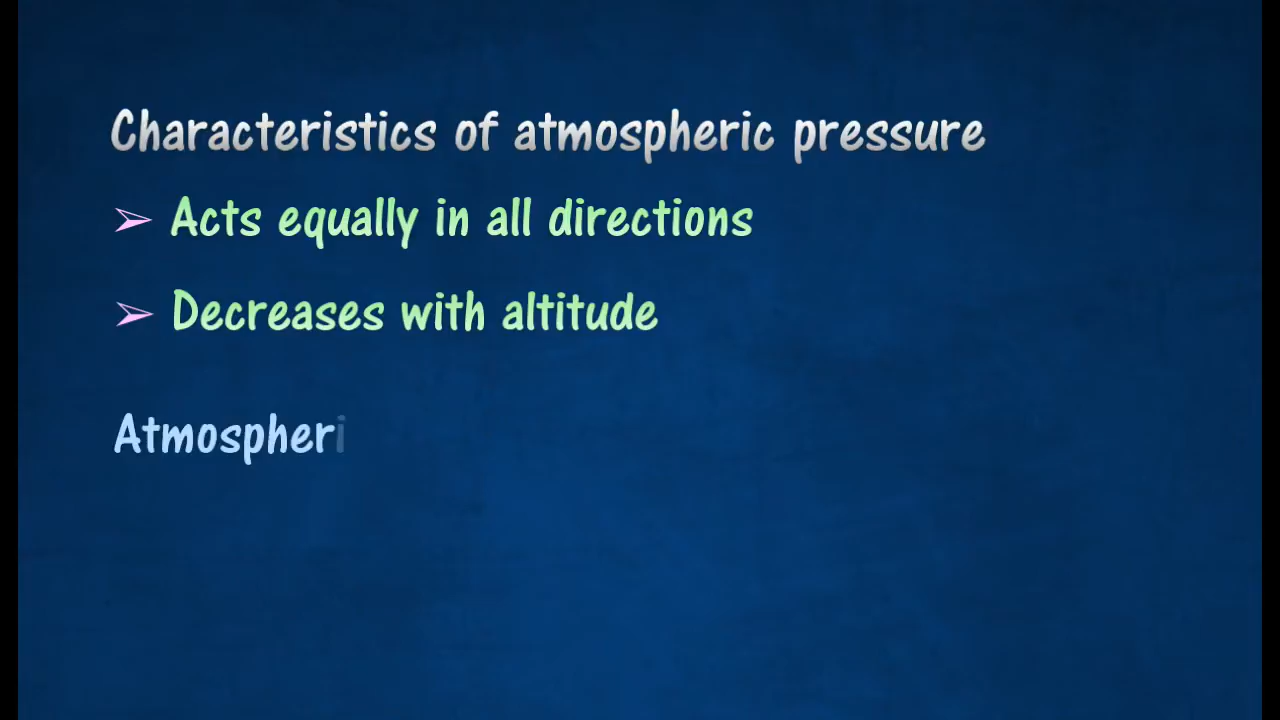 Characteristics of atmospheric pressure
➢ Acts equally in all directions
➢ Decreases with altitude
Atmospheri